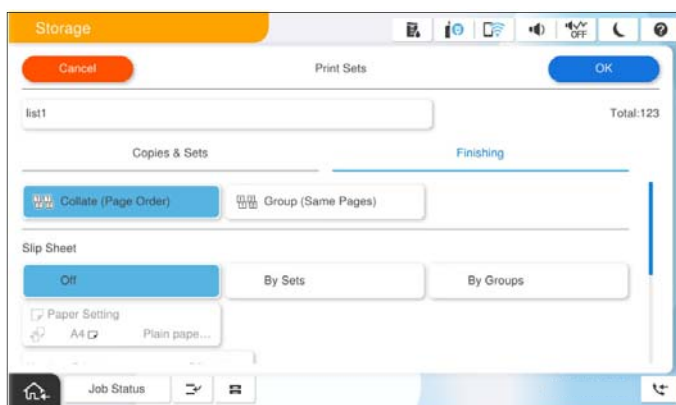 Storage
OFF
Cancel
Print Sets
OK
list1
Total:123
Copies & Sets
Finishing
Collate (Page Order)
Group (Same Pages)
Slip Sheet
Off
By Sets
By Groups
Paper Setting
A4
Plain pape...
Job Status